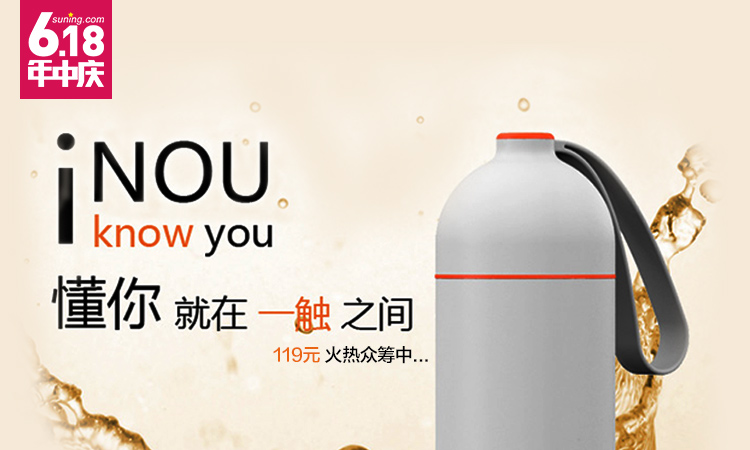 suning.com
6.18
年中庆
iNOU
know you
懂你 就在 一触 之间
119元 火热众筹中...